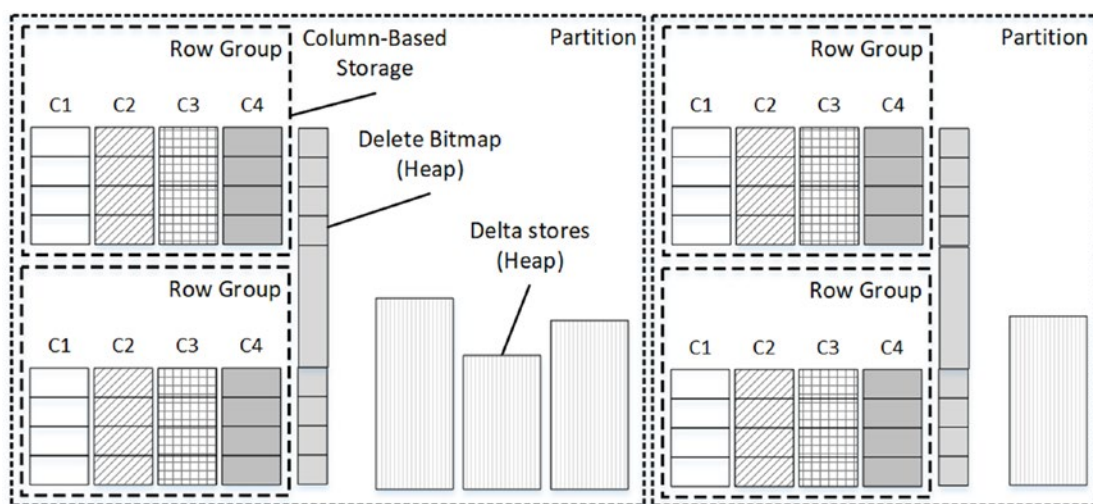 Row Group
Column-Based
Storage
Partition
C1 C2 C3 C4
Delete Bitmap
(Heap)
Delta stores
(Heap)
Row Group
C1 C2 C3 C4
Row Group
Partition
C1 C2 C3 C4
Row Group
C1 C2 C3 C4